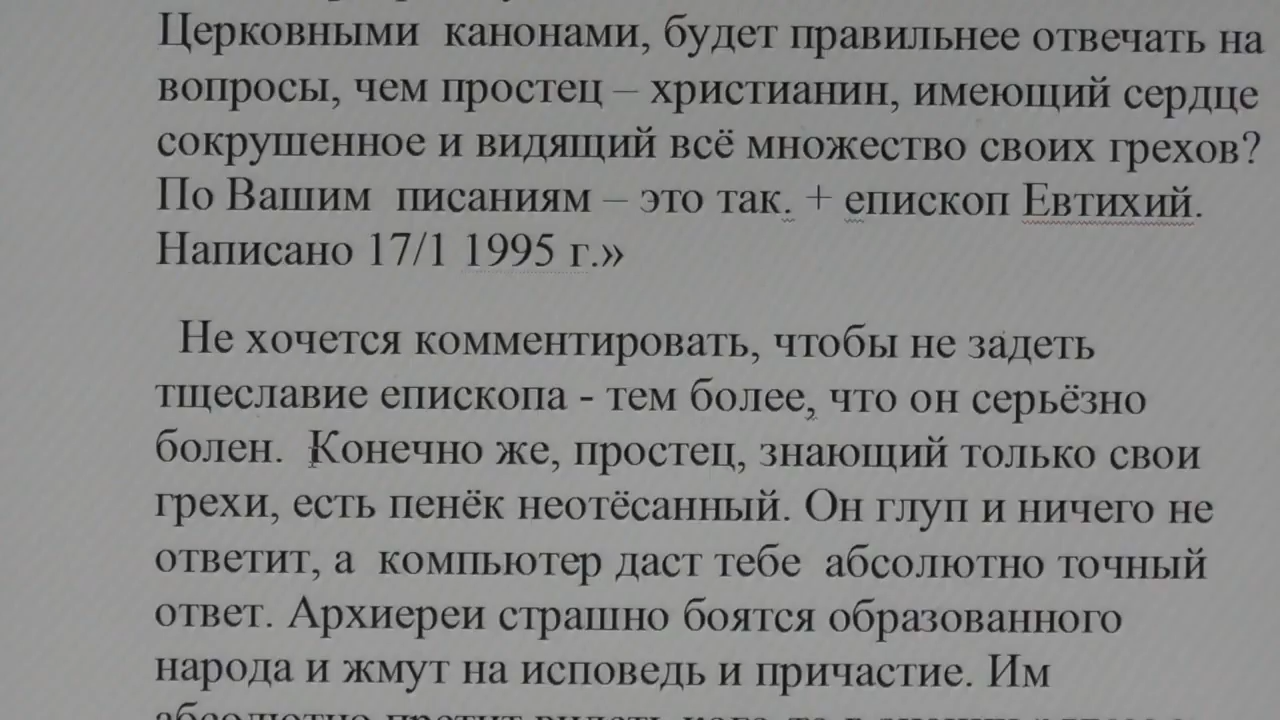 Церковными канонами, будет правильнее отвечать на
вопросы, чем простец – христианин, имеющий сердце
сокрушенное и видящий всё множество своих грехов?
По Вашим писаниям – это так. + епископ Евтихий.
Написано 17/1 1995 г.»
Не хочется комментировать, чтобы не задеть
тщеславие епископа - тем более, что он серьёзно
болен. Конечно же, простец, знающий только свои
грехи, есть пенёк неотёсанный. Он глуп и ничего не
ответит, а компьютер даст тебе абсолютно точный
ответ. Архиереи страшно боятся образованного
народа и жмут на исповедь и причастие. Им